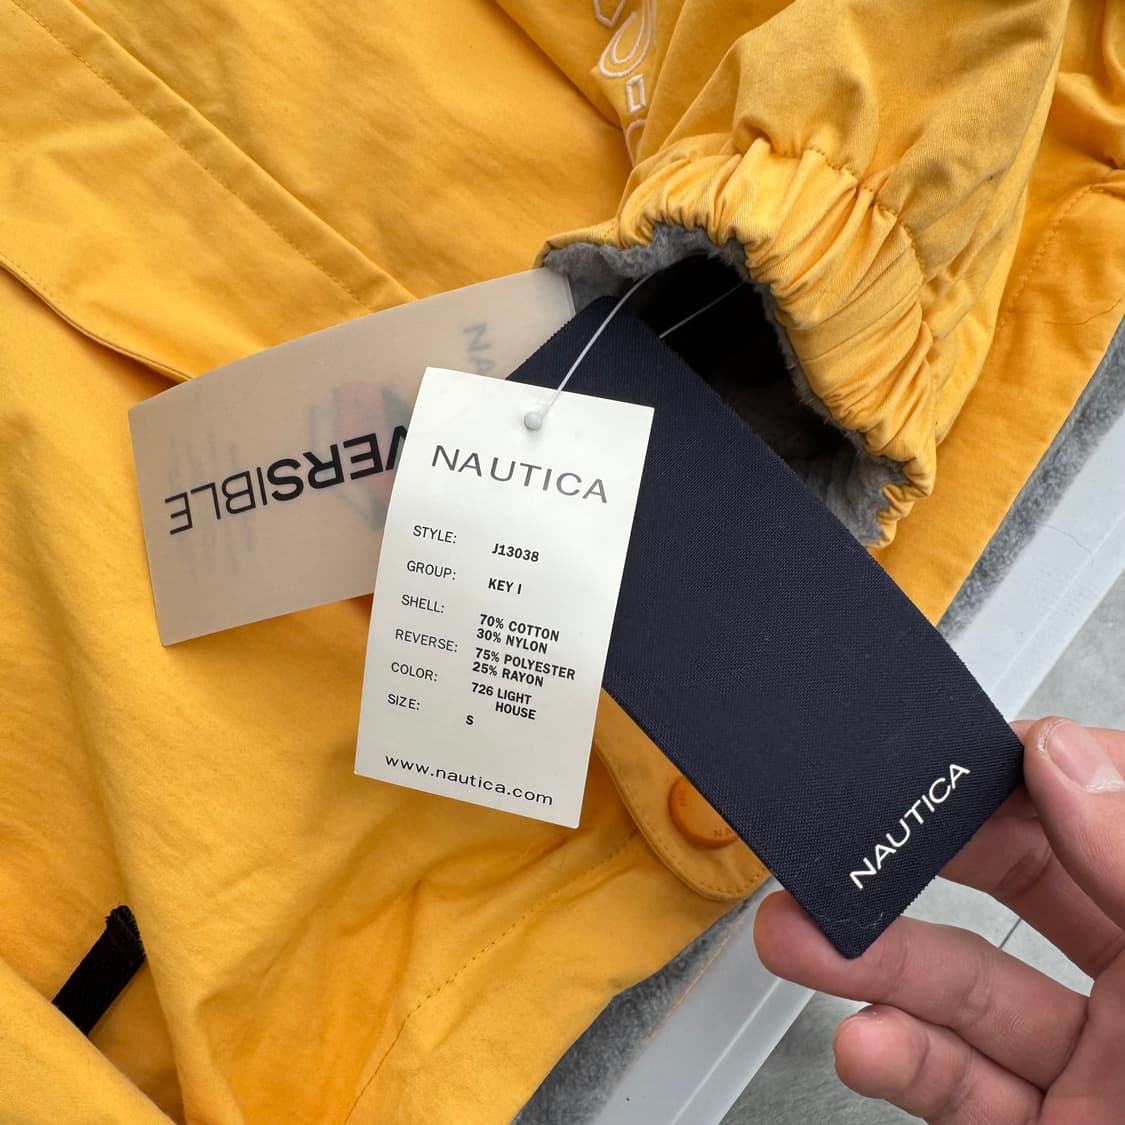 NAUTICA
STYLE: J13038
GROUP: KEY I
SHELL: 70% COTTON
30% NYLON
REVERSE: 75% POLYESTER
25% RAYON
COLOR: 726 LIGHT
HOUSE
SIZE: S
www.nautica.com
NAUTICA